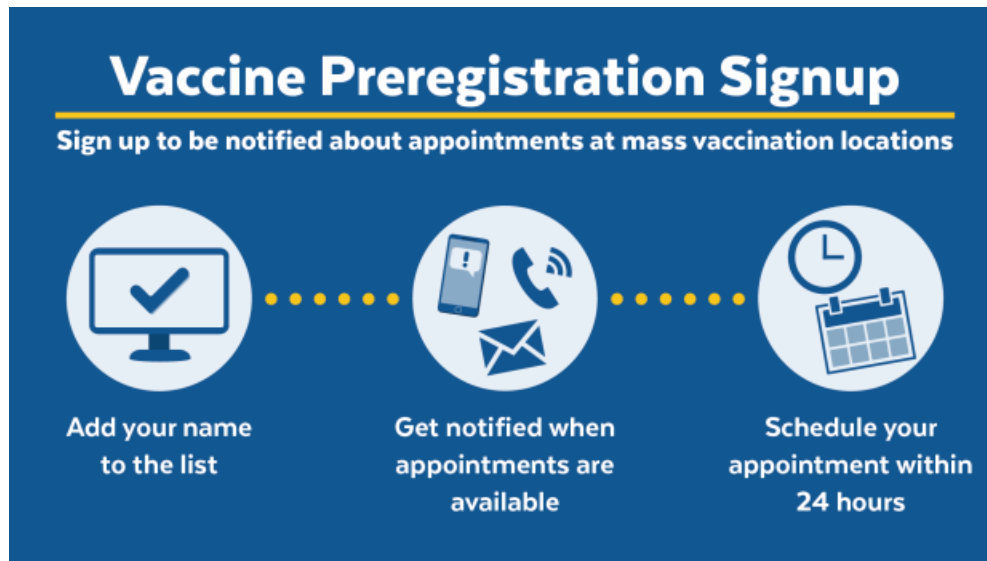 Vaccine Preregistration Signup
Sign up to be notified about appointments at mass vaccination locations
!
Add your name
to the list
Get notified when
appointments are
available
Schedule your
appointment within
24 hours